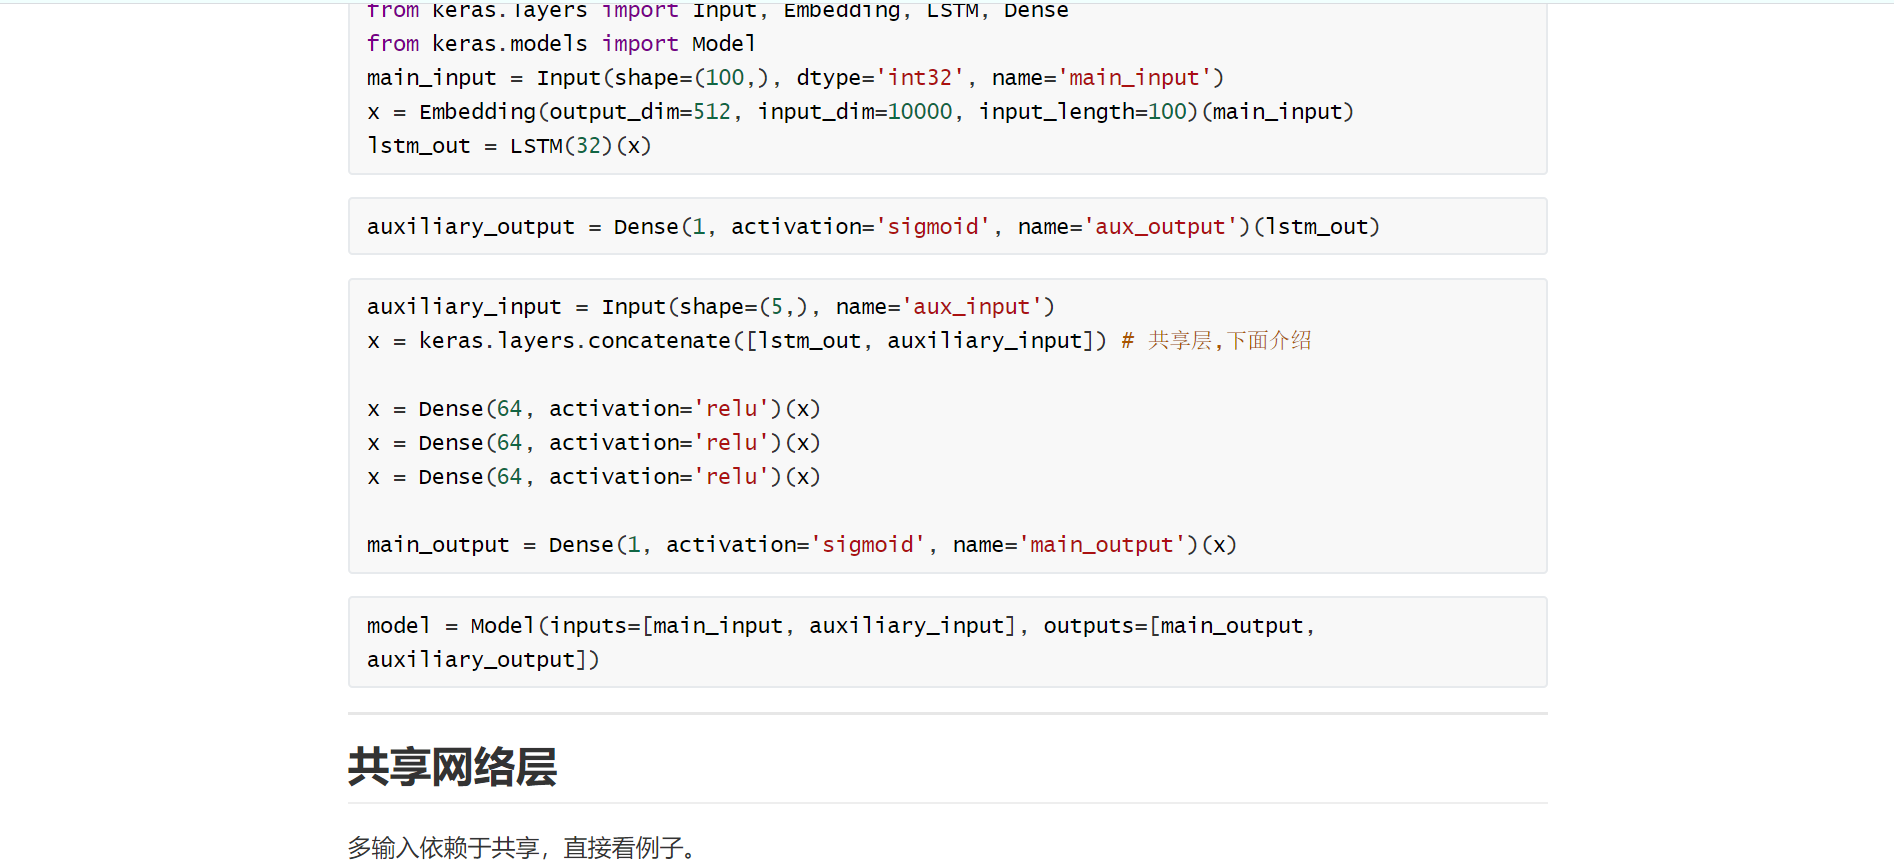 from keras.layers import Input, Embedding, LSTM, Dense
from keras.models import Model
main_input = Input(shape=(100,), dtype='int32', name='main_input')
x = Embedding(output_dim=512, input_dim=10000, input_length=100)(main_input)
lstm_out = LSTM(32)(x)
auxiliary_output = Dense(1, activation='sigmoid', name='aux_output')(lstm_out)
auxiliary_input = Input(shape=(5,), name='aux_input')
x = keras.layers.concatenate([lstm_out, auxiliary_input]) # 共享层,下面介绍
x = Dense(64, activation='relu')(x)
x = Dense(64, activation='relu')(x)
x = Dense(64, activation='relu')(x)
main_output = Dense(1, activation='sigmoid', name='main_output')(x)
model = Model(inputs=[main_input, auxiliary_input], outputs=[main_output,
auxiliary_output])
共享网络层
多输入依赖于共享，直接看例子。